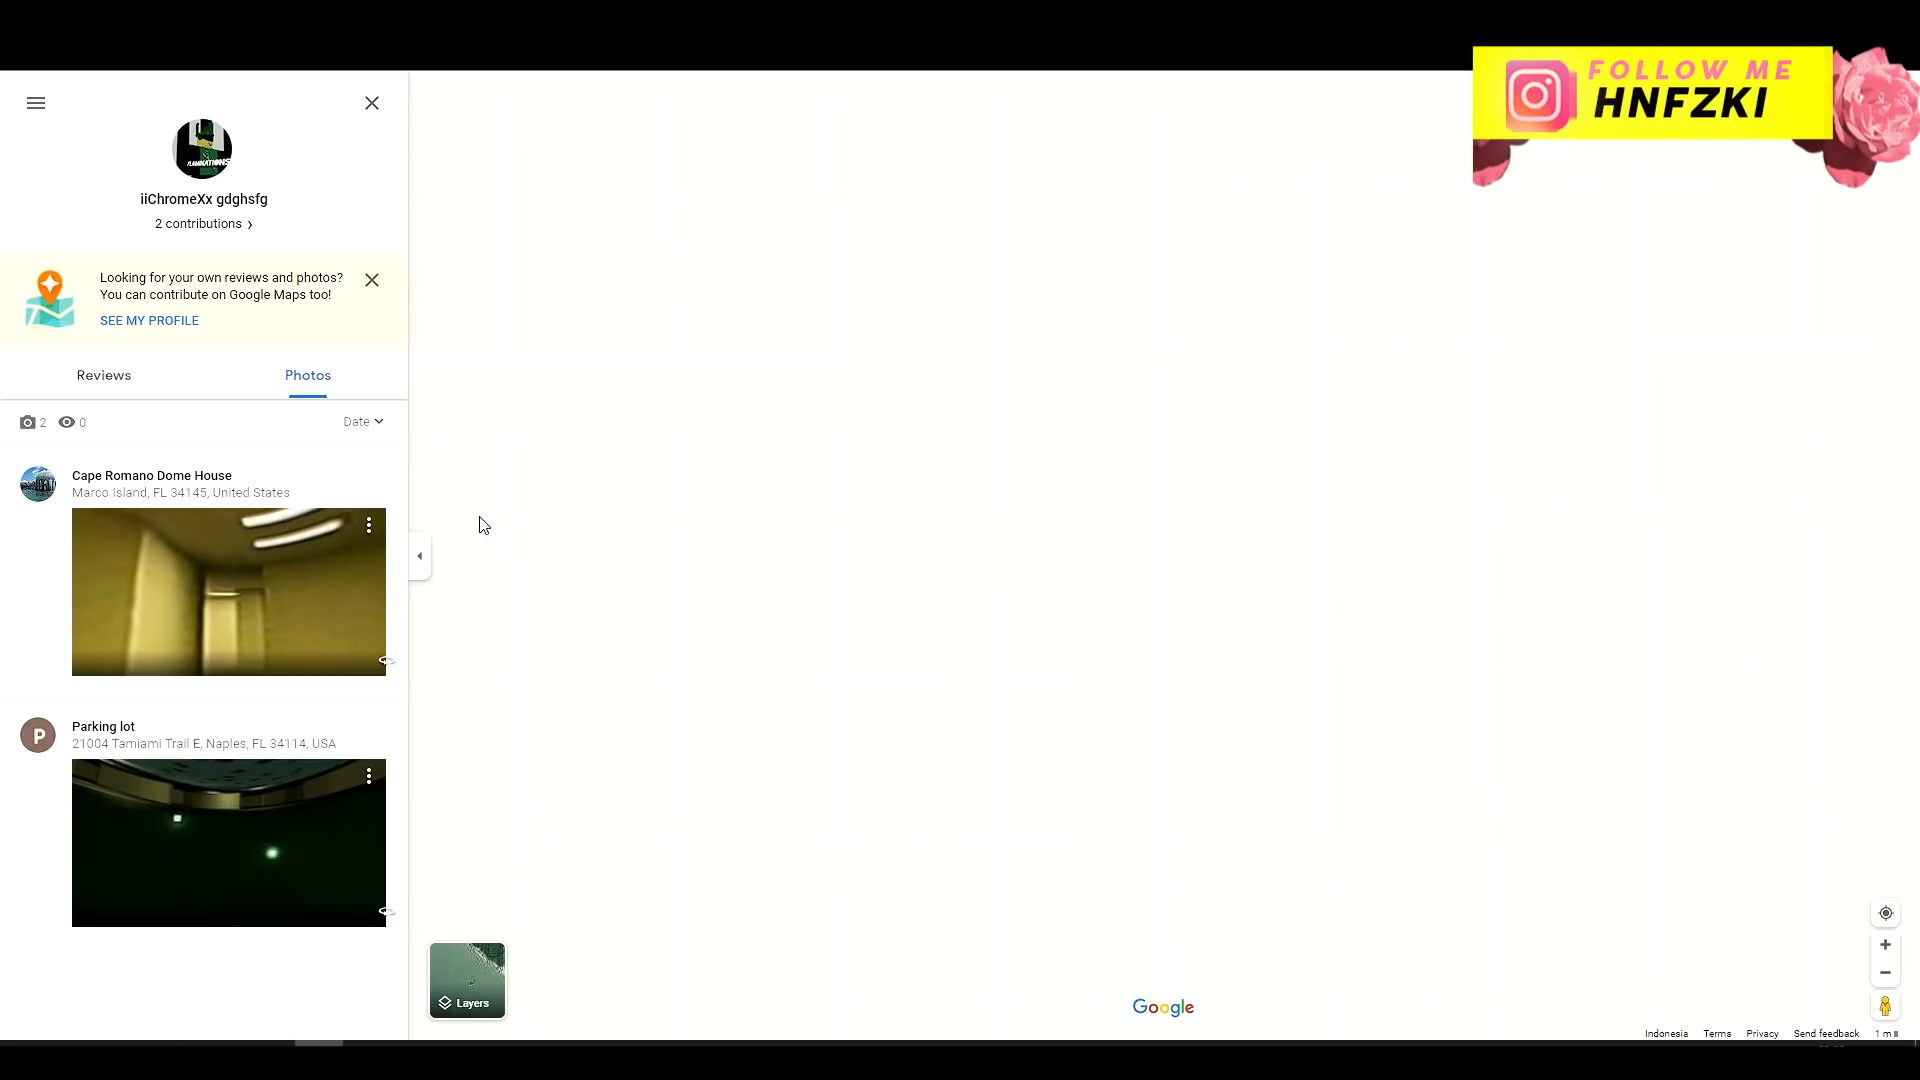 FOLLOW ME
HNFZKI
iiChromeXx gdghsfg
2 contributions
Looking for your own reviews and photos?
You can contribute on Google Maps too!
SEE MY PROFILE
Reviews
Photos
2
0
Date
Cape Romano Dome House
Marco Island, FL 34145, United States
P
Parking lot
21004 Tamiami Trail E, Naples, FL 34114, USA
Layers
Google
Indonesia
Terms
Privacy
Send feedback
1 m